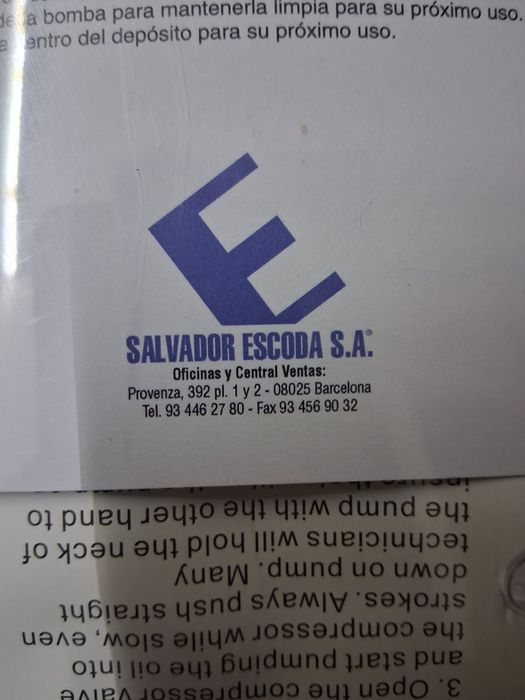 la bomba para mantenerla limpia para su próximo uso.
dentro del depósito para su próximo uso.
SALVADOR ESCODA S.A.®
Oficinas y Central Ventas:
Provenza, 392 pl. 1 y 2 - 08025 Barcelona
Tel. 93 446 27 80 - Fax 93 456 90 32
3. Open the compressor valve
and start pumping the oil into
the compressor while slow, even,
strokes. Always push straight
down on pump. Many
technicians will hold the neck of
the pump with the other hand to